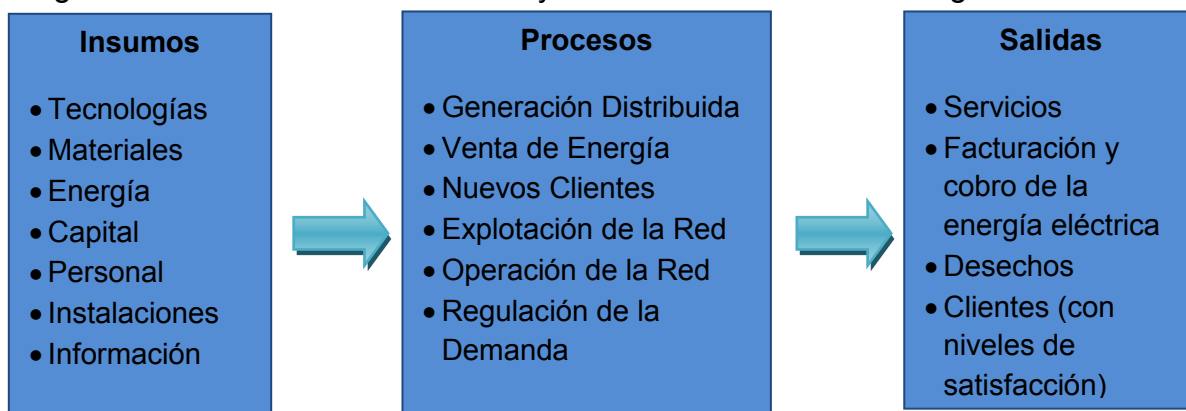 Insumos
• Tecnologías
• Materiales
• Energía
• Capital
• Personal
• Instalaciones
• Información
Procesos
• Generación Distribuida
• Venta de Energía
• Nuevos Clientes
• Explotación de la Red
• Operación de la Red
• Regulación de la
Demanda
Salidas
• Servicios
• Facturación y
cobro de la
energía eléctrica
• Desechos
• Clientes (con
niveles de
satisfacción)